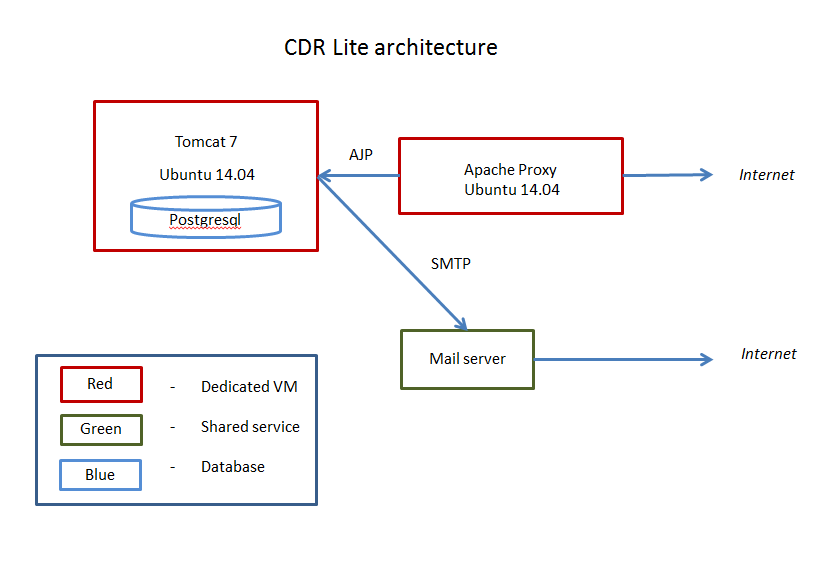 CDR Lite architecture
Tomcat 7
Ubuntu 14.04
Postgresql
AJP
Apache Proxy
Ubuntu 14.04
Internet
SMTP
Mail server
Internet
Red - Dedicated VM
Green - Shared service
Blue - Database